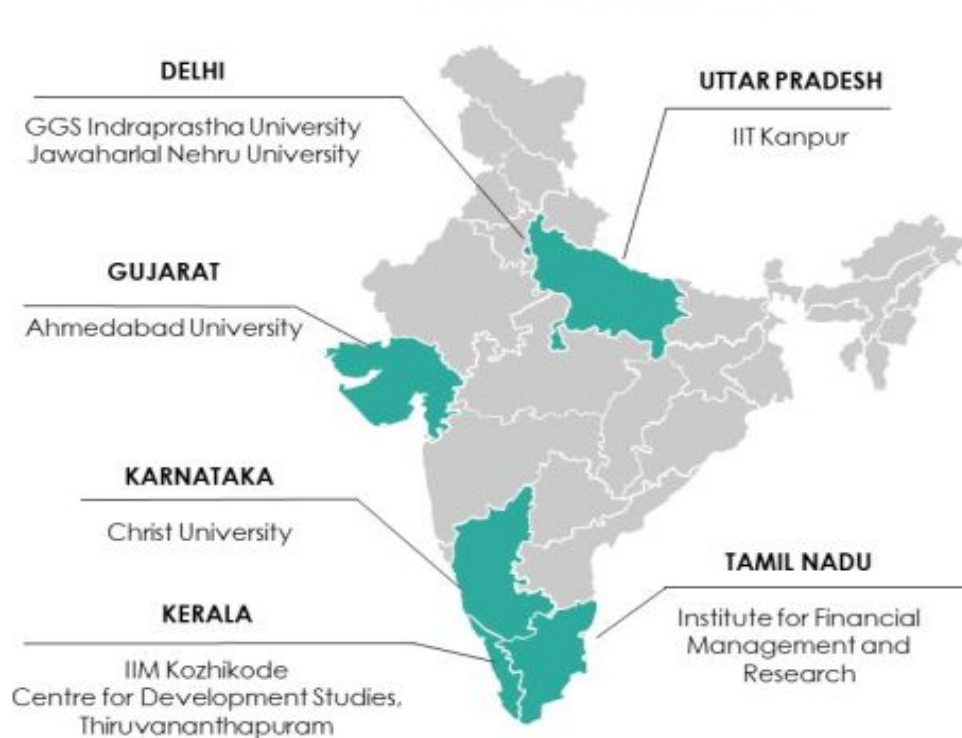 DELHI
GGS Indraprastha University
Jawaharlal Nehru University
UTTAR PRADESH
IIT Kanpur
GUJARAT
Ahmedabad University
KARNATAKA
Christ University
TAMIL NADU
Institute for Financial
Management and
Research
KERALA
IIM Kozhikode
Centre for Development Studies,
Thiruvananthapuram